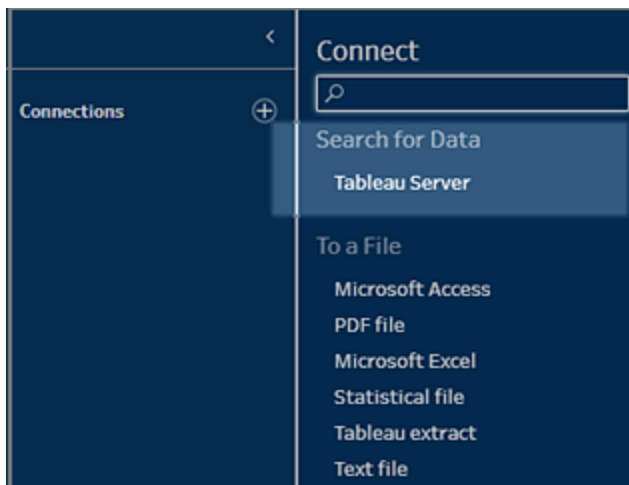 Connect
Connections
Search for Data
Tableau Server
To a File
Microsoft Access
PDF file
Microsoft Excel
Statistical file
Tableau extract
Text file